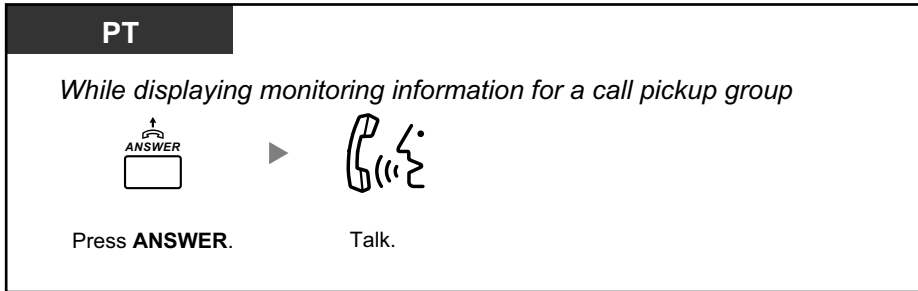 PT
While displaying monitoring information for a call pickup group
ANSWER
Press ANSWER.
Talk.